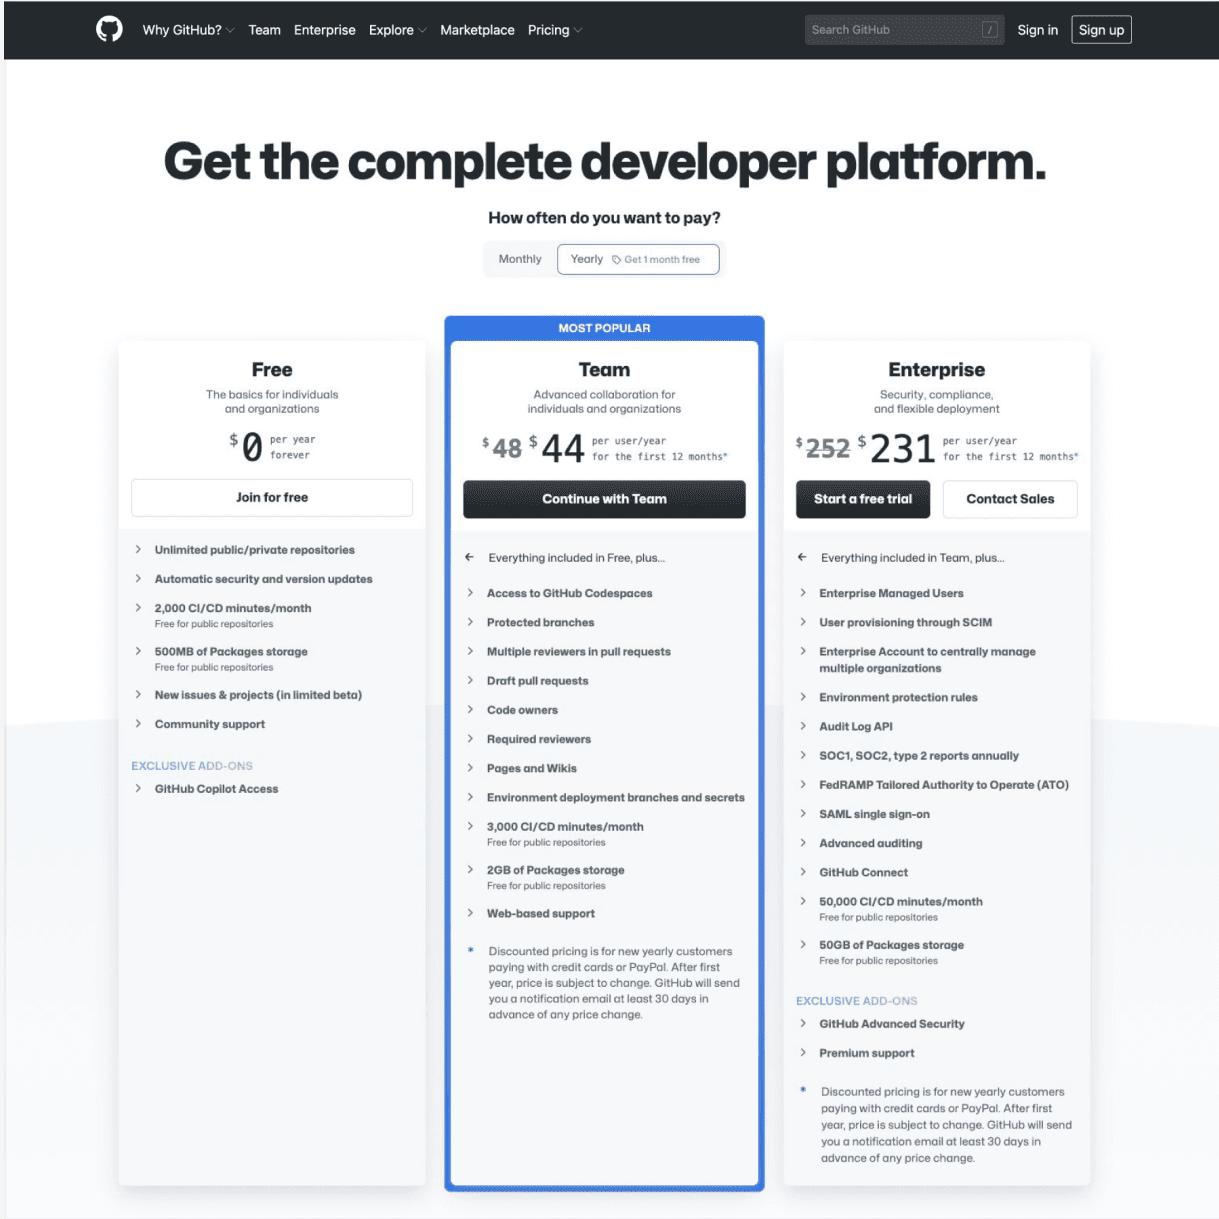 Why GitHub? Team Enterprise Explore Marketplace Pricing Search GitHub / Sign in Sign up
Get the complete developer platform.
How often do you want to pay?
Monthly Yearly Get 1 month free
Free
The basics for individuals
and organizations
$0 per year
forever
Join for free
Unlimited public/private repositories
Automatic security and version updates
2,000 CI/CD minutes/month
Free for public repositories
500MB of Packages storage
Free for public repositories
New issues & projects (in limited beta)
Community support
EXCLUSIVE ADD-ONS
GitHub Copilot Access
MOST POPULAR
Team
Advanced collaboration for
individuals and organizations
$48 $44 per user/year
for the first 12 months*
Continue with Team
Everything included in Free, plus...
Access to GitHub Codespaces
Protected branches
Multiple reviewers in pull requests
Draft pull requests
Code owners
Required reviewers
Pages and Wikis
Environment deployment branches and secrets
3,000 CI/CD minutes/month
Free for public repositories
2GB of Packages storage
Free for public repositories
Web-based support
* Discounted pricing is for new yearly customers
paying with credit cards or PayPal. After first
year, price is subject to change. GitHub will send
you a notification email at least 30 days in
advance of any price change.
Enterprise
Security, compliance,
and flexible deployment
$252 $231 per user/year
for the first 12 months*
Start a free trial Contact Sales
Everything included in Team, plus...
Enterprise Managed Users
User provisioning through SCIM
Enterprise Account to centrally manage
multiple organizations
Environment protection rules
Audit Log API
SOC1, SOC2, type 2 reports annually
FedRAMP Tailored Authority to Operate (ATO)
SAML single sign-on
Advanced auditing
GitHub Connect
50,000 CI/CD minutes/month
Free for public repositories
50GB of Packages storage
Free for public repositories
EXCLUSIVE ADD-ONS
GitHub Advanced Security
Premium support
* Discounted pricing is for new yearly customers
paying with credit cards or PayPal. After first
year, price is subject to change. GitHub will send
you a notification email at least 30 days in
advance of any price change.